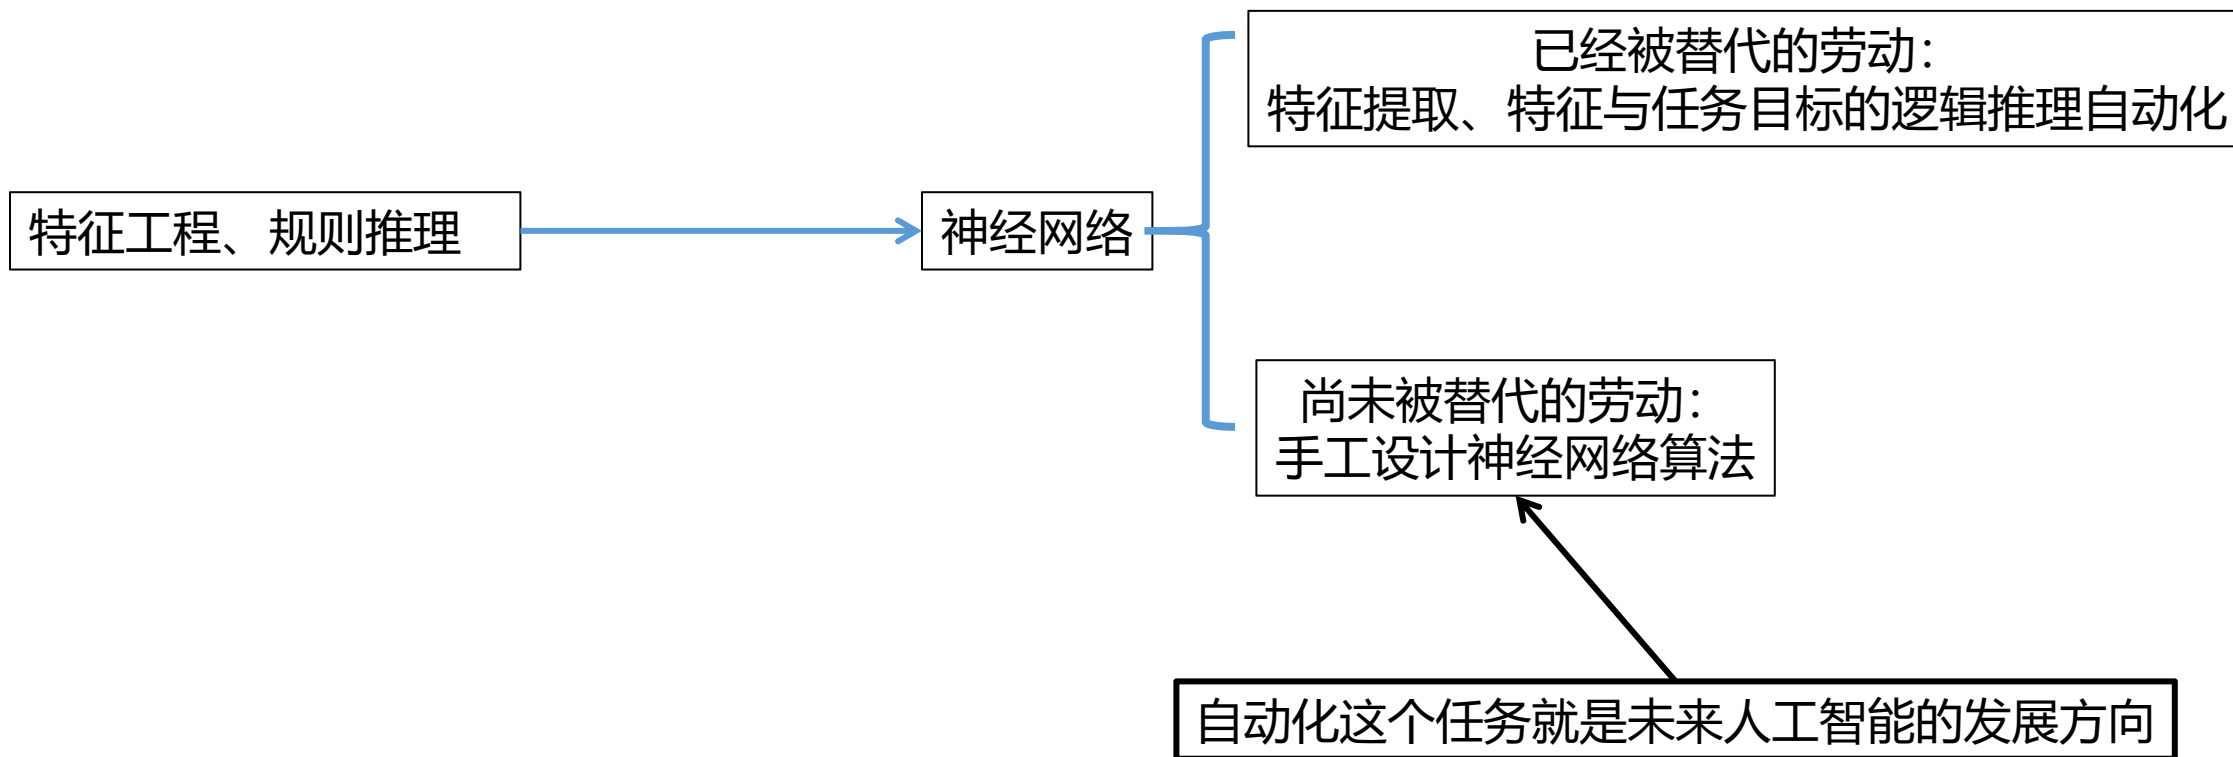 已经被替代的劳动：
特征提取、特征与任务目标的逻辑推理自动化
特征工程、规则推理
神经网络
尚未被替代的劳动：
手工设计神经网络算法
自动化这个任务就是未来人工智能的发展方向